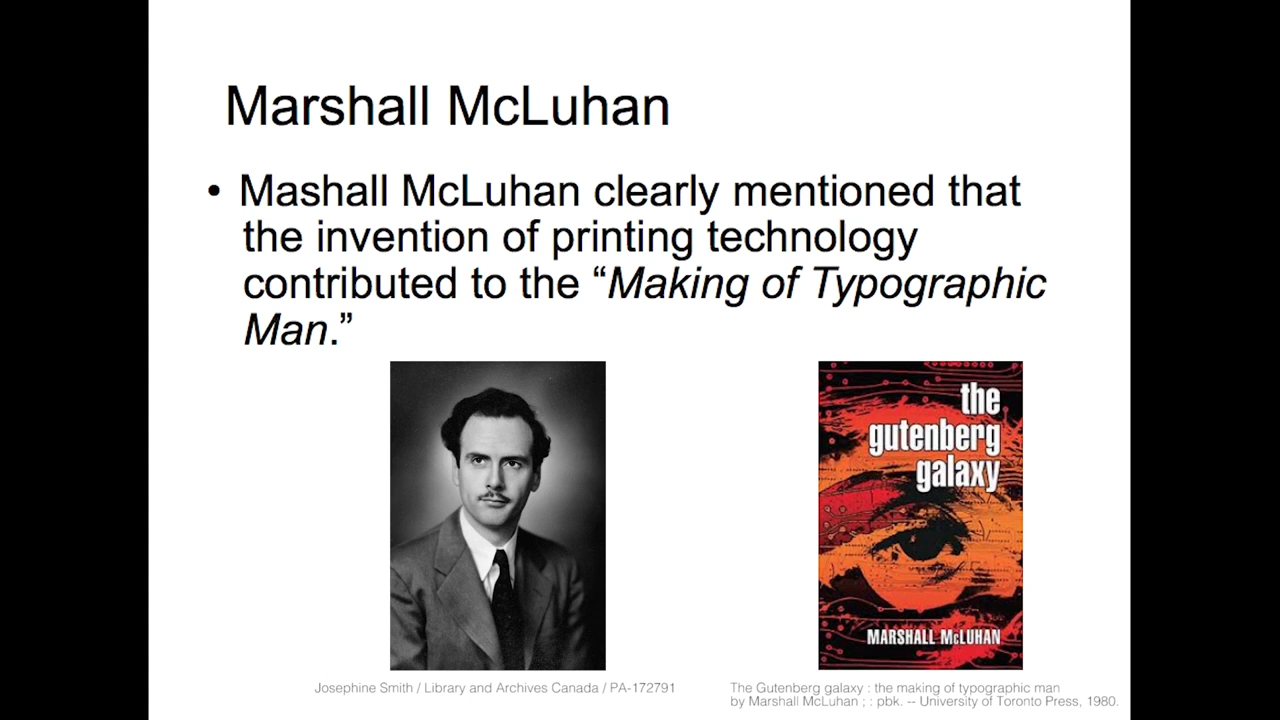 Marshall McLuhan
• Mashall McLuhan clearly mentioned that
the invention of printing technology
contributed to the “Making of Typographic
Man.”
the
gutenberg
galaxy
MARSHALL McLUHAN
Josephine Smith / Library and Archives Canada / PA-172791
The Gutenberg galaxy : the making of typographic man
by Marshall McLuhan ; : pbk. -- University of Toronto Press, 1980.